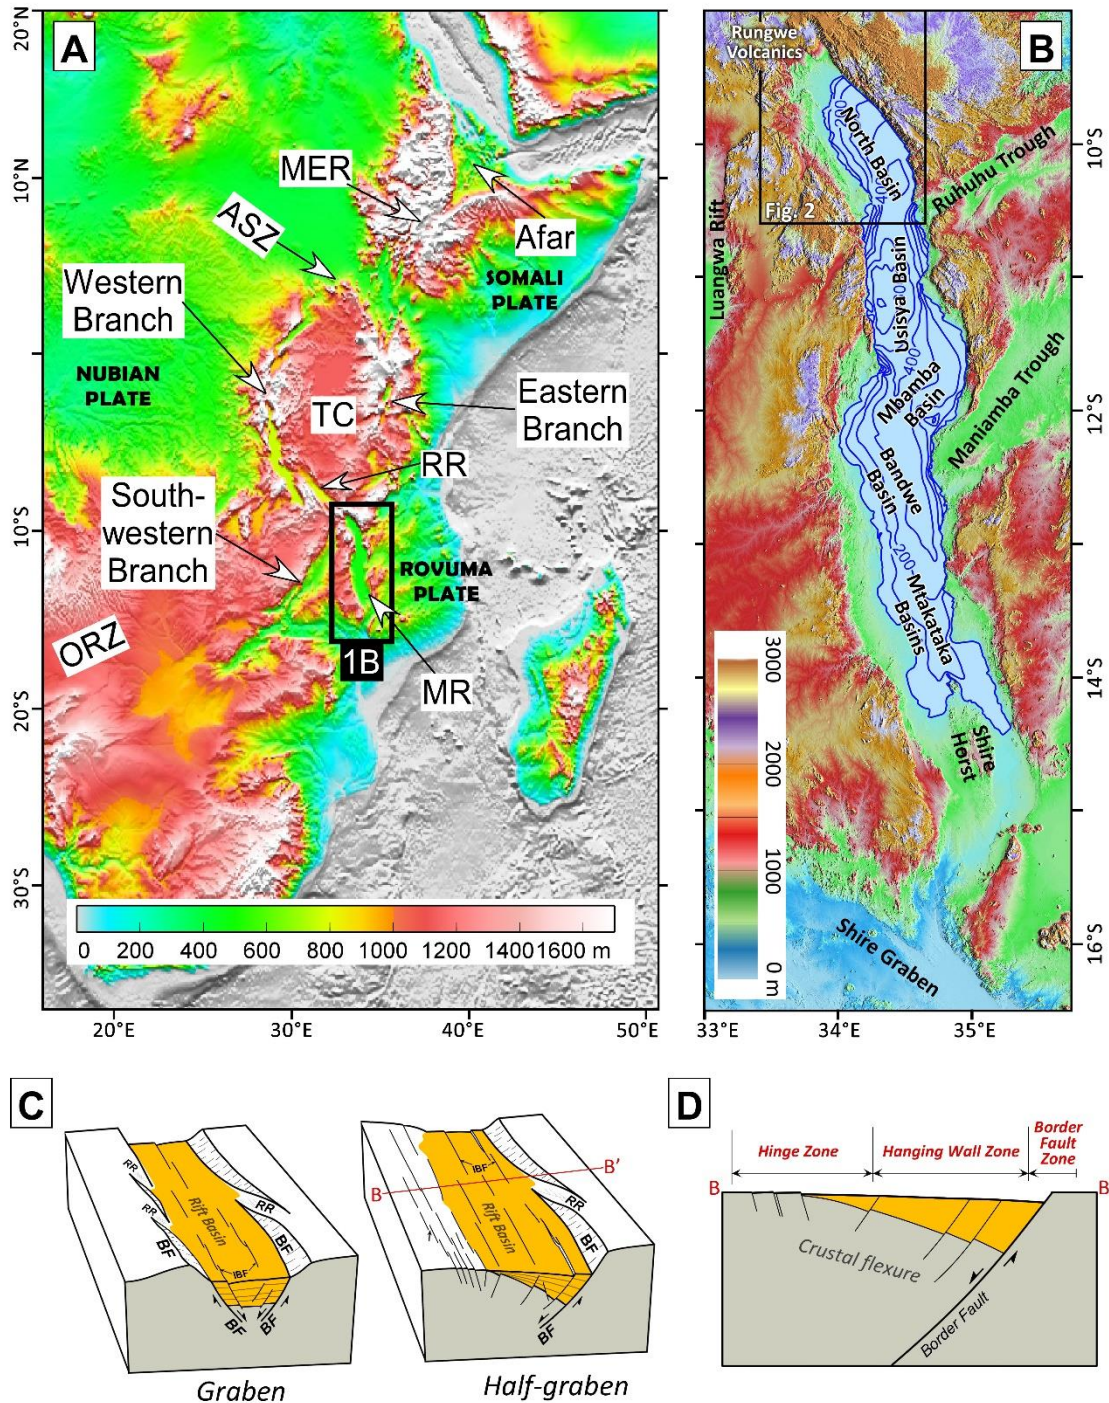 A
20°N
10°N
10°S
20°S
30°S
MER
ASZ
Afar
Western
Branch
SOMALI
PLATE
NUBIAN
PLATE
TC
Eastern
Branch
RR
South-
western
Branch
ROVUMA
PLATE
ORZ
1B
MR
0 200 400 600 800 1000 1200 1400 1600 m
20°E 30°E 40°E 50°E
B
Rungwe
Volcanics
North Basin
200
400
Fig. 2
Ruhuhu Trough
Luangwa Rift
Usisya Basin
400
Mbamba
Basin
Maniamba Trough
Bandwe
Basin
200
Mtakataka
Basins
Shire
Horst
Shire Graben
3000
2000
1000
0 m
10°S
12°S
14°S
16°S
33°E 34°E 35°E
C
RR
RR
BF
Rift Basin
IBF
BF
BF
BF
Graben
IBF
B
B'
RR
Rift Basin
BF
BF
Half-graben
D
Hinge Zone
Hanging Wall Zone
Border
Fault
Zone
B
B
Crustal flexure
Border Fault